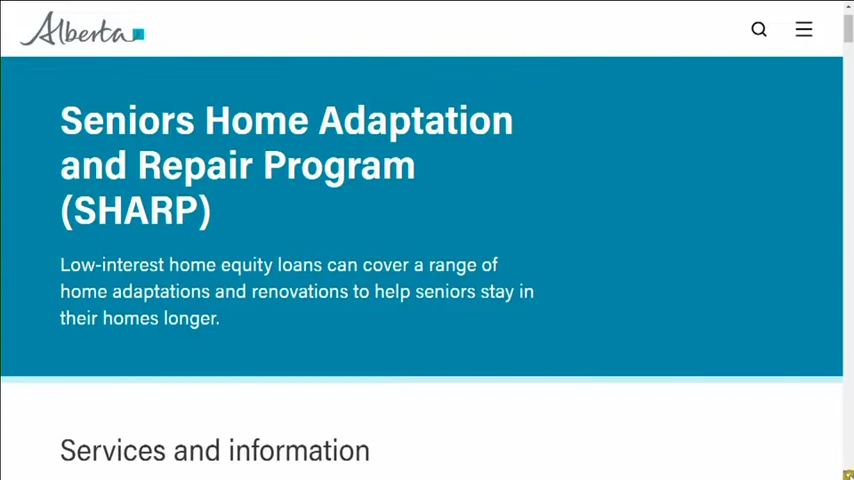 Alberta
Seniors Home Adaptation
and Repair Program
(SHARP)
Low-interest home equity loans can cover a range of
home adaptations and renovations to help seniors stay in
their homes longer.
Services and information